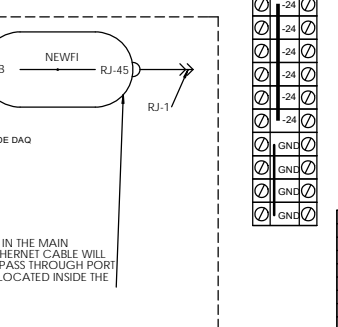 NEWFI
RJ-45
RJ-1
DE DAQ
IN THE MAIN
HERNET CABLE WILL
PASS THROUGH PORT
LOCATED INSIDE THE
-24
-24
-24
-24
-24
-24
GND
GND
GND
GND